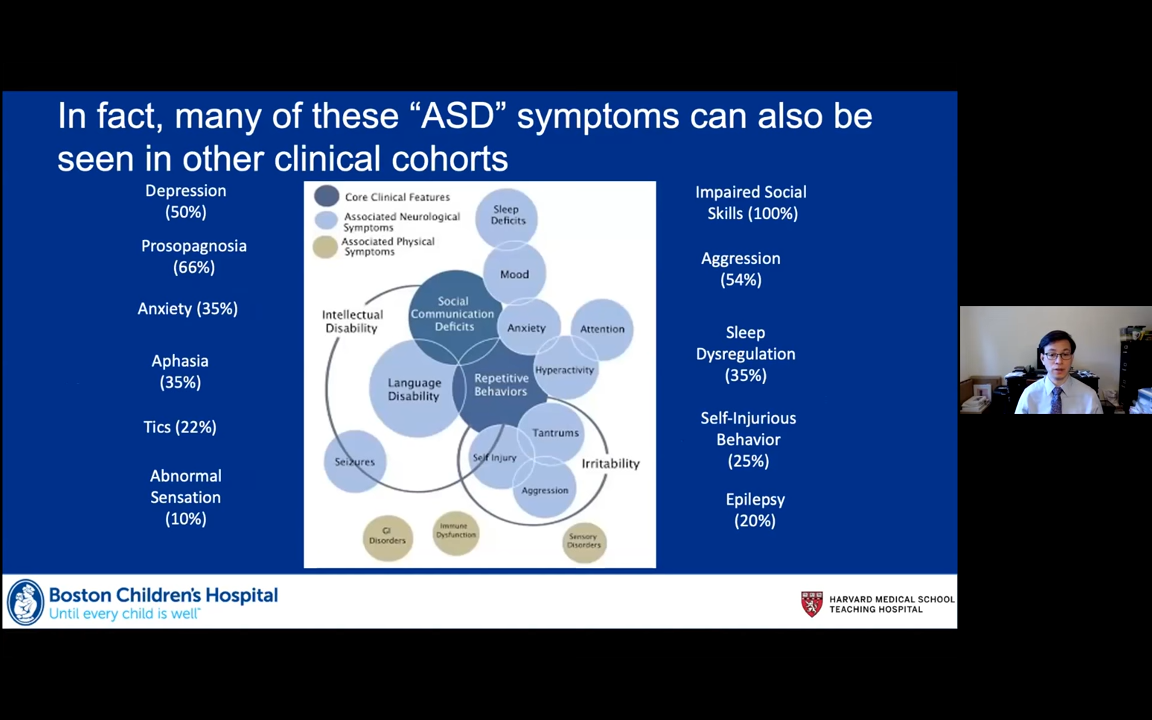 In fact, many of these “ASD” symptoms can also be
seen in other clinical cohorts
Depression
(50%)
Prosopagnosia
(66%)
Anxiety (35%)
Aphasia
(35%)
Tics (22%)
Abnormal
Sensation
(10%)
Core Clinical Features
Associated Neurological
Symptoms
Associated Physical
Symptoms
Sleep
Deficits
Mood
Social
Communication
Deficits
Intellectual
Disability
Anxiety
Attention
Hyperactivity
Language
Disability
Repetitive
Behaviors
Tantrums
Self Injury
Irritability
Seizures
Aggression
GI
Disorders
Immune
Dysfunction
Sensory
Disorders
Impaired Social
Skills (100%)
Aggression
(54%)
Sleep
Dysregulation
(35%)
Self-Injurious
Behavior
(25%)
Epilepsy
(20%)
Boston Children's Hospital
Until every child is well™
HARVARD MEDICAL SCHOOL
TEACHING HOSPITAL